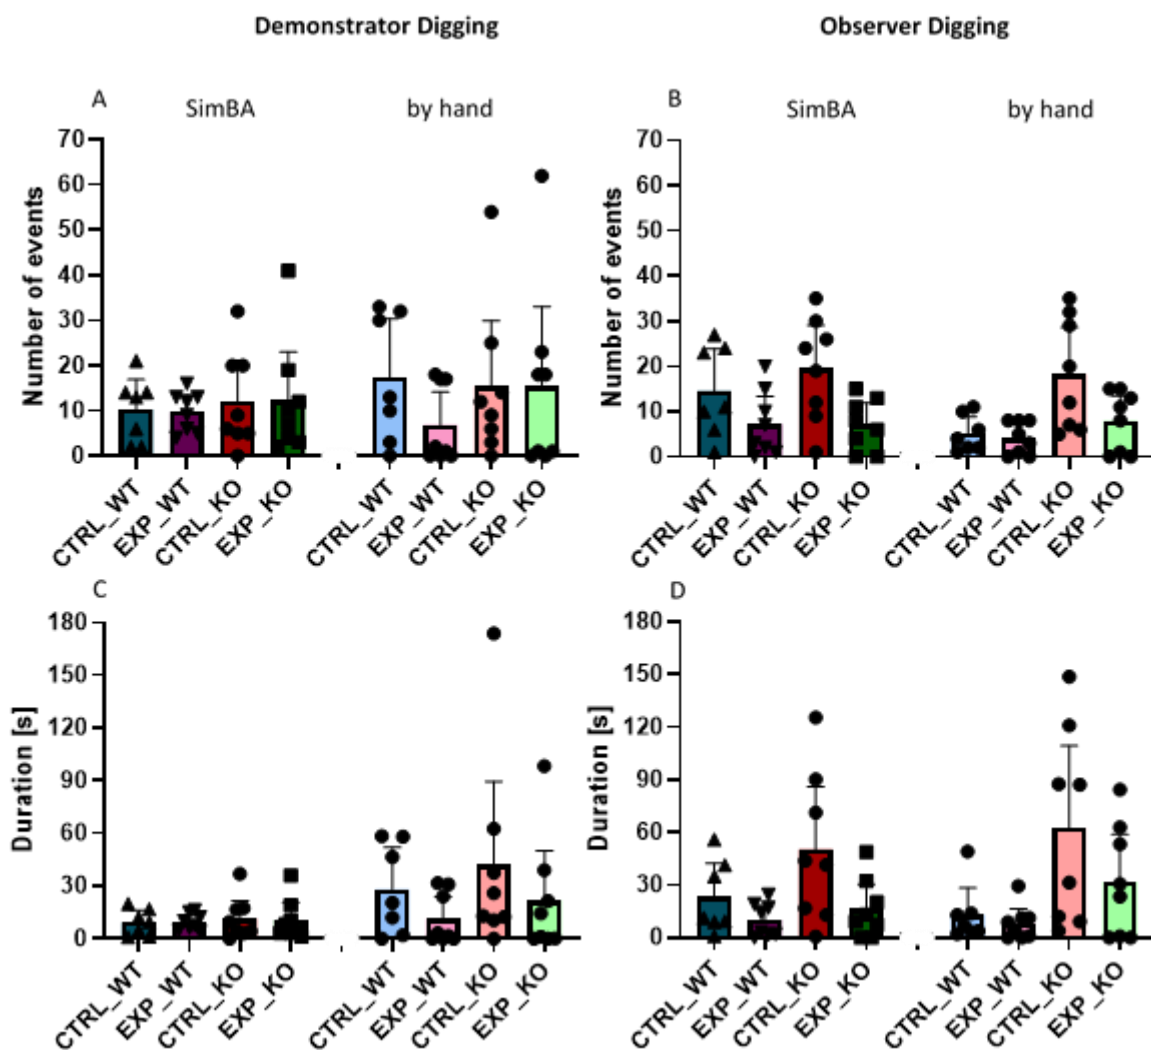 Demonstrator Digging
Observer Digging
A
SimBA
by hand
Number of events
70
60
50
40
30
20
10
0
CTRL_WT
EXP_WT
CTRL_KO
EXP_KO
CTRL_WT
EXP_WT
CTRL_KO
EXP_KO
B
SimBA
by hand
Number of events
70
60
50
40
30
20
10
0
CTRL_WT
EXP_WT
CTRL_KO
EXP_KO
CTRL_WT
EXP_WT
CTRL_KO
EXP_KO
C
Duration [s]
180
150
120
90
60
30
0
CTRL_WT
EXP_WT
CTRL_KO
EXP_KO
CTRL_WT
EXP_WT
CTRL_KO
EXP_KO
D
Duration [s]
180
150
120
90
60
30
0
CTRL_WT
EXP_WT
CTRL_KO
EXP_KO
CTRL_WT
EXP_WT
CTRL_KO
EXP_KO